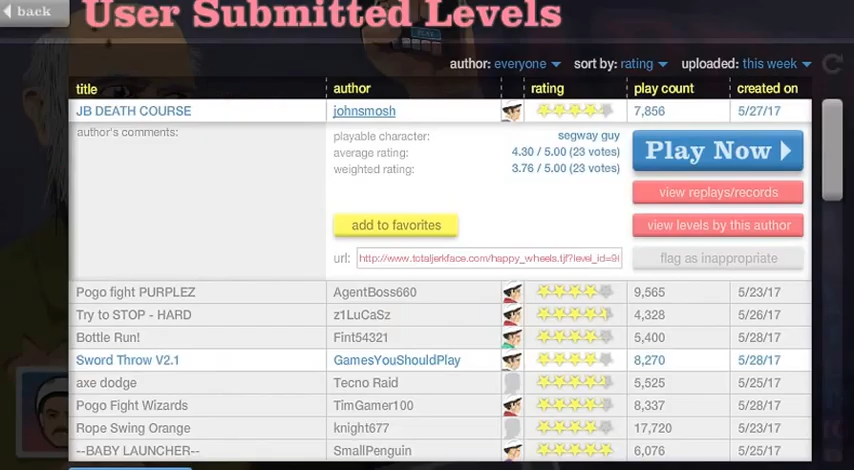 back
User Submitted Levels
author: everyone sort by: rating uploaded: this week
title author rating play count created on
JB DEATH COURSE johnsmosh 7,856 5/27/17
author's comments:
playable character: segway guy
average rating: 4.30 / 5.00 (23 votes)
weighted rating: 3.76 / 5.00 (23 votes)
Play Now
view replays/records
add to favorites
view levels by this author
url: http://www.totaljerkface.com/happy_wheels.tjf?level_id=9
flag as inappropriate
Pogo fight PURPLEZ AgentBoss660 9,565 5/23/17
Try to STOP - HARD z1LuCaSz 4,328 5/26/17
Bottle Run! Fint54321 5,400 5/28/17
Sword Throw V2.1 GamesYouShouldPlay 8,270 5/28/17
axe dodge Tecno Raid 5,525 5/25/17
Pogo Fight Wizards TimGamer100 8,337 5/28/17
Rope Swing Orange knight677 17,720 5/23/17
--BABY LAUNCHER-- SmallPenguin 6,076 5/25/17